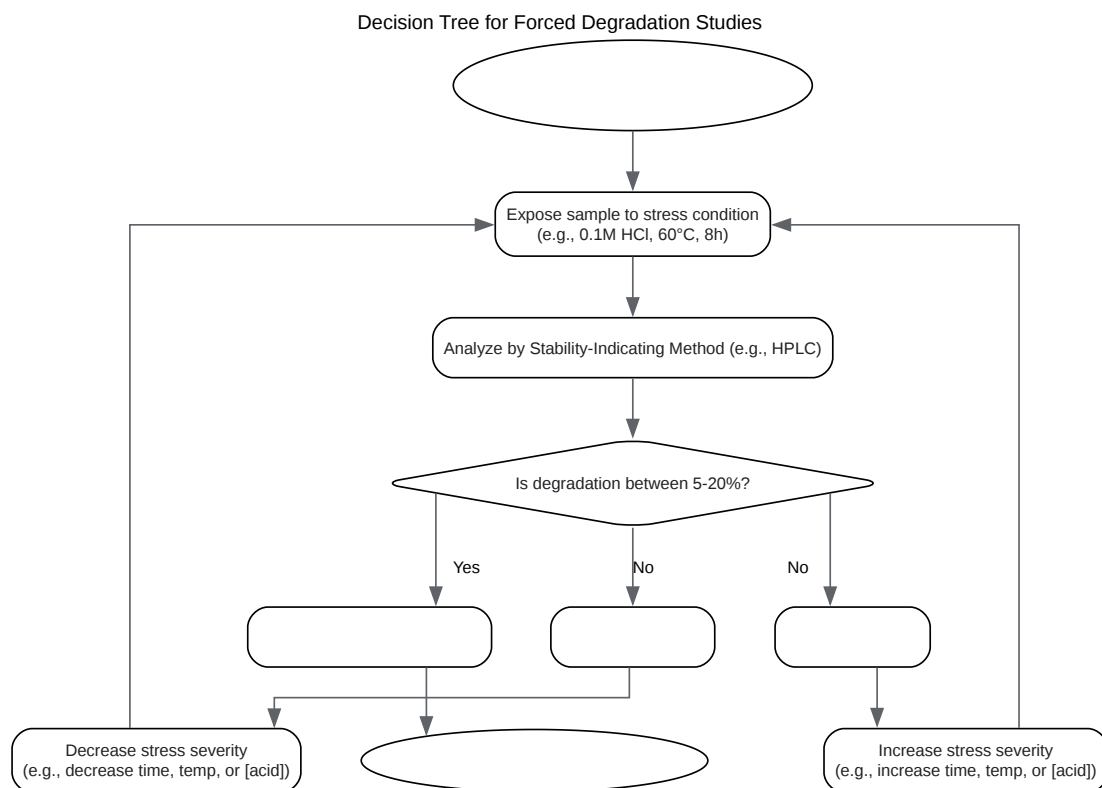 Decision Tree for Forced Degradation Studies
Expose sample to stress condition
(e.g., 0.1M HCl, 60°C, 8h)
Analyze by Stability-Indicating Method (e.g., HPLC)
Is degradation between 5-20%?
Yes
No
No
Decrease stress severity
(e.g., decrease time, temp, or [acid])
Increase stress severity
(e.g., increase time, temp, or [acid])